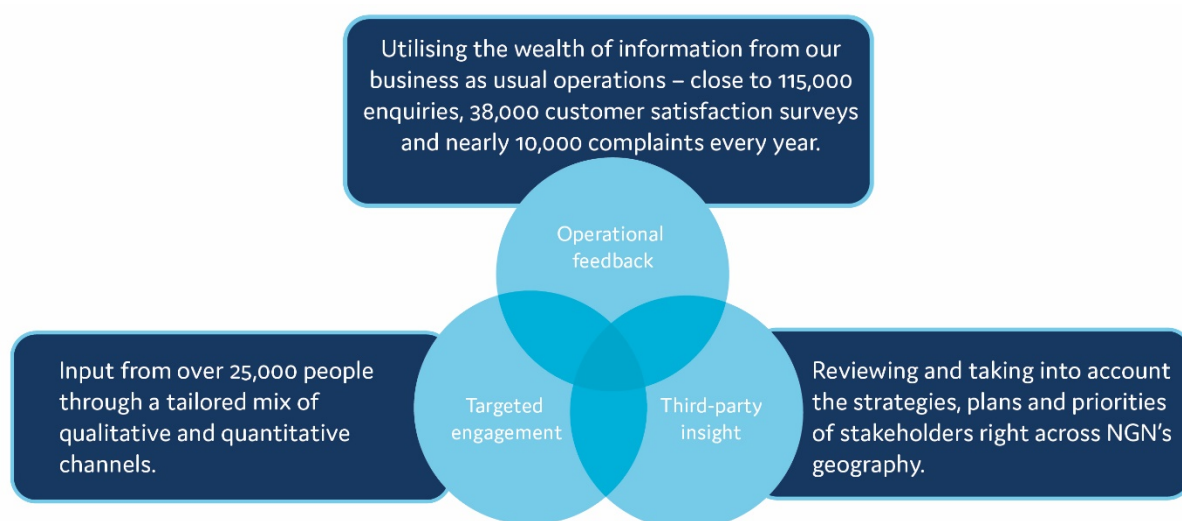 Utilising the wealth of information from our
business as usual operations – close to 115,000
enquiries, 38,000 customer satisfaction surveys
and nearly 10,000 complaints every year.
Operational
feedback
Input from over 25,000 people
through a tailored mix of
qualitative and quantitative
channels.
Targeted
engagement
Third-party
insight
Reviewing and taking into account
the strategies, plans and priorities
of stakeholders right across NGN’s
geography.